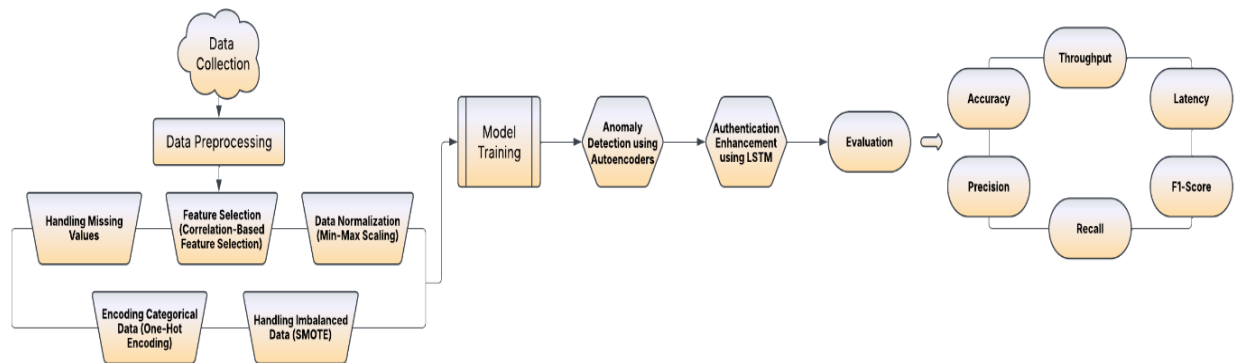 Data
Collection
Data Preprocessing
Handling Missing
Values
Feature Selection
(Correlation-Based
Feature Selection)
Data Normalization
(Min-Max Scaling)
Encoding Categorical
Data (One-Hot
Encoding)
Handling Imbalanced
Data (SMOTE)
Model
Training
Anomaly
Detection using
Autoencoders
Authentication
Enhancement
using LSTM
Evaluation
Throughput
Accuracy
Latency
Precision
F1-Score
Recall